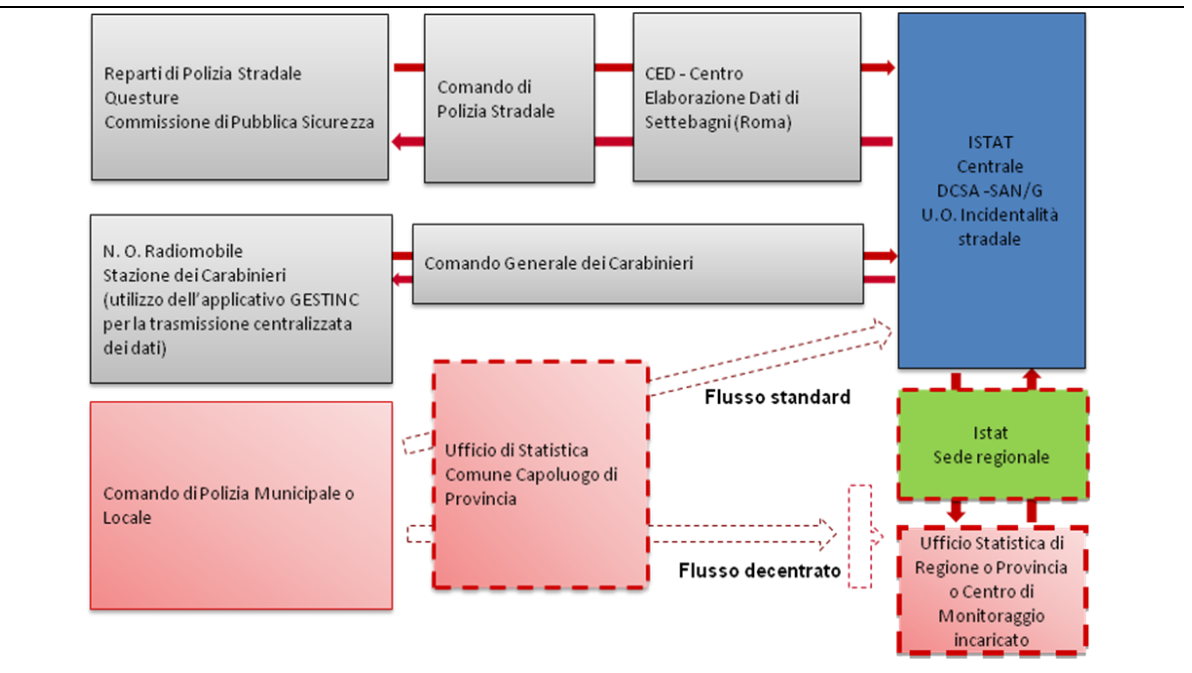 Reparti di Polizia Stradale
Questure
Commissione di Pubblica Sicurezza
Comando di
Polizia Stradale
CED - Centro
Elaborazione Dati di
Settebagni (Roma)
ISTAT
Centrale
DCSA -SAN/G
U.O. Incidentalità
stradale
N. O. Radiomobile
Stazione dei Carabinieri
(utilizzo dell'applicativo GESTINC
per la trasmissione centralizzata
dei dati)
Comando Generale dei Carabinieri
Flusso standard
Istat
Sede regionale
Comando di Polizia Municipale o
Locale
Ufficio di Statistica
Comune Capoluogo di
Provincia
Flusso decentrato
Ufficio Statistica di
Regione o Provincia
o Centro di
Monitoraggio
incaricato